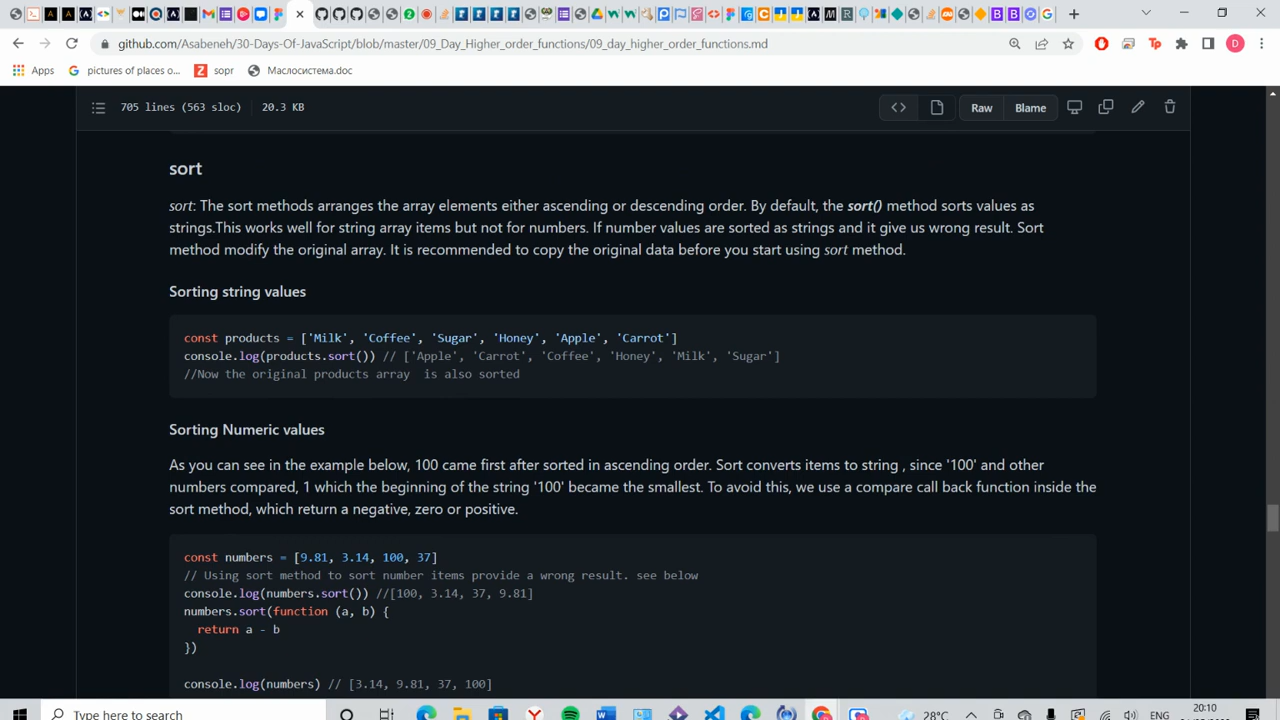 github.com/Asabeneh/30-Days-Of-JavaScript/blob/master/09_Day_Higher_order_functions/09_day_higher_order_functions.md
Apps pictures of places o... sopr Маслосистема.doc
705 lines (563 sloc) 20.3 KB Raw Blame
sort
sort: The sort methods arranges the array elements either ascending or descending order. By default, the sort() method sorts values as
strings.This works well for string array items but not for numbers. If number values are sorted as strings and it give us wrong result. Sort
method modify the original array. It is recommended to copy the original data before you start using sort method.
Sorting string values
const products = ['Milk', 'Coffee', 'Sugar', 'Honey', 'Apple', 'Carrot']
console.log(products.sort()) // ['Apple', 'Carrot', 'Coffee', 'Honey', 'Milk', 'Sugar']
//Now the original products array  is also sorted
Sorting Numeric values
As you can see in the example below, 100 came first after sorted in ascending order. Sort converts items to string , since '100' and other
numbers compared, 1 which the beginning of the string '100' became the smallest. To avoid this, we use a compare call back function inside the
sort method, which return a negative, zero or positive.
const numbers = [9.81, 3.14, 100, 37]
// Using sort method to sort number items provide a wrong result. see below
console.log(numbers.sort()) //[100, 3.14, 37, 9.81]
numbers.sort(function (a, b) {
return a - b
})
console.log(numbers) // [3.14, 9.81, 37, 100]
Type here to search 28°C ENG 20:10